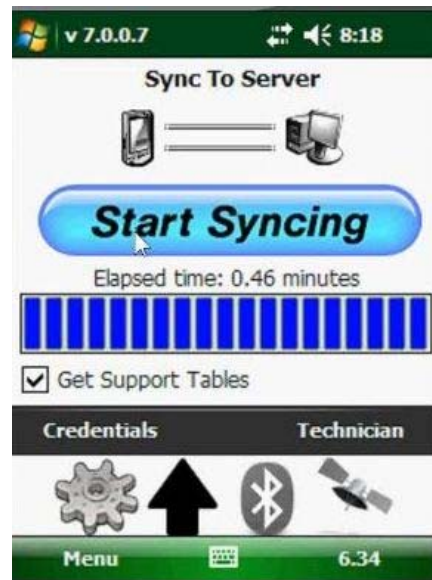 v 7.0.0.7 8:18
Sync To Server
Start Syncing
Elapsed time: 0.46 minutes
Get Support Tables
Credentials Technician
Menu 6.34